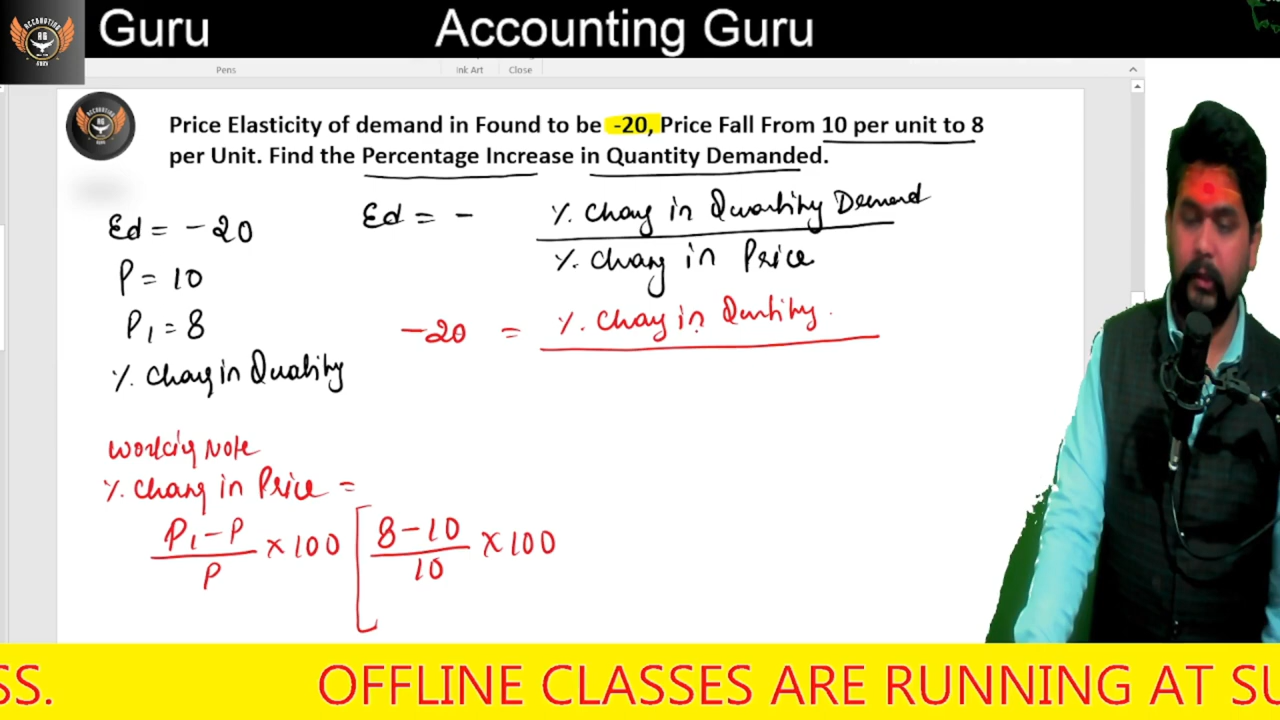 Guru Accounting Guru
Pens Ink Art Close
Price Elasticity of demand in Found to be -20, Price Fall From 10 per unit to 8
per Unit. Find the Percentage Increase in Quantity Demanded.
Ed = -20
P = 10
P₁ = 8
%. Chang in Quality
Ed = - %. Chang in Quantity Demand
%. Chang in Price
-20 = %. Chang in Quntity.
Working Note
%. Chang in Price =
P₁-P × 100 [ 8-10 × 100
P 10
SS. OFFLINE CLASSES ARE RUNNING AT SU